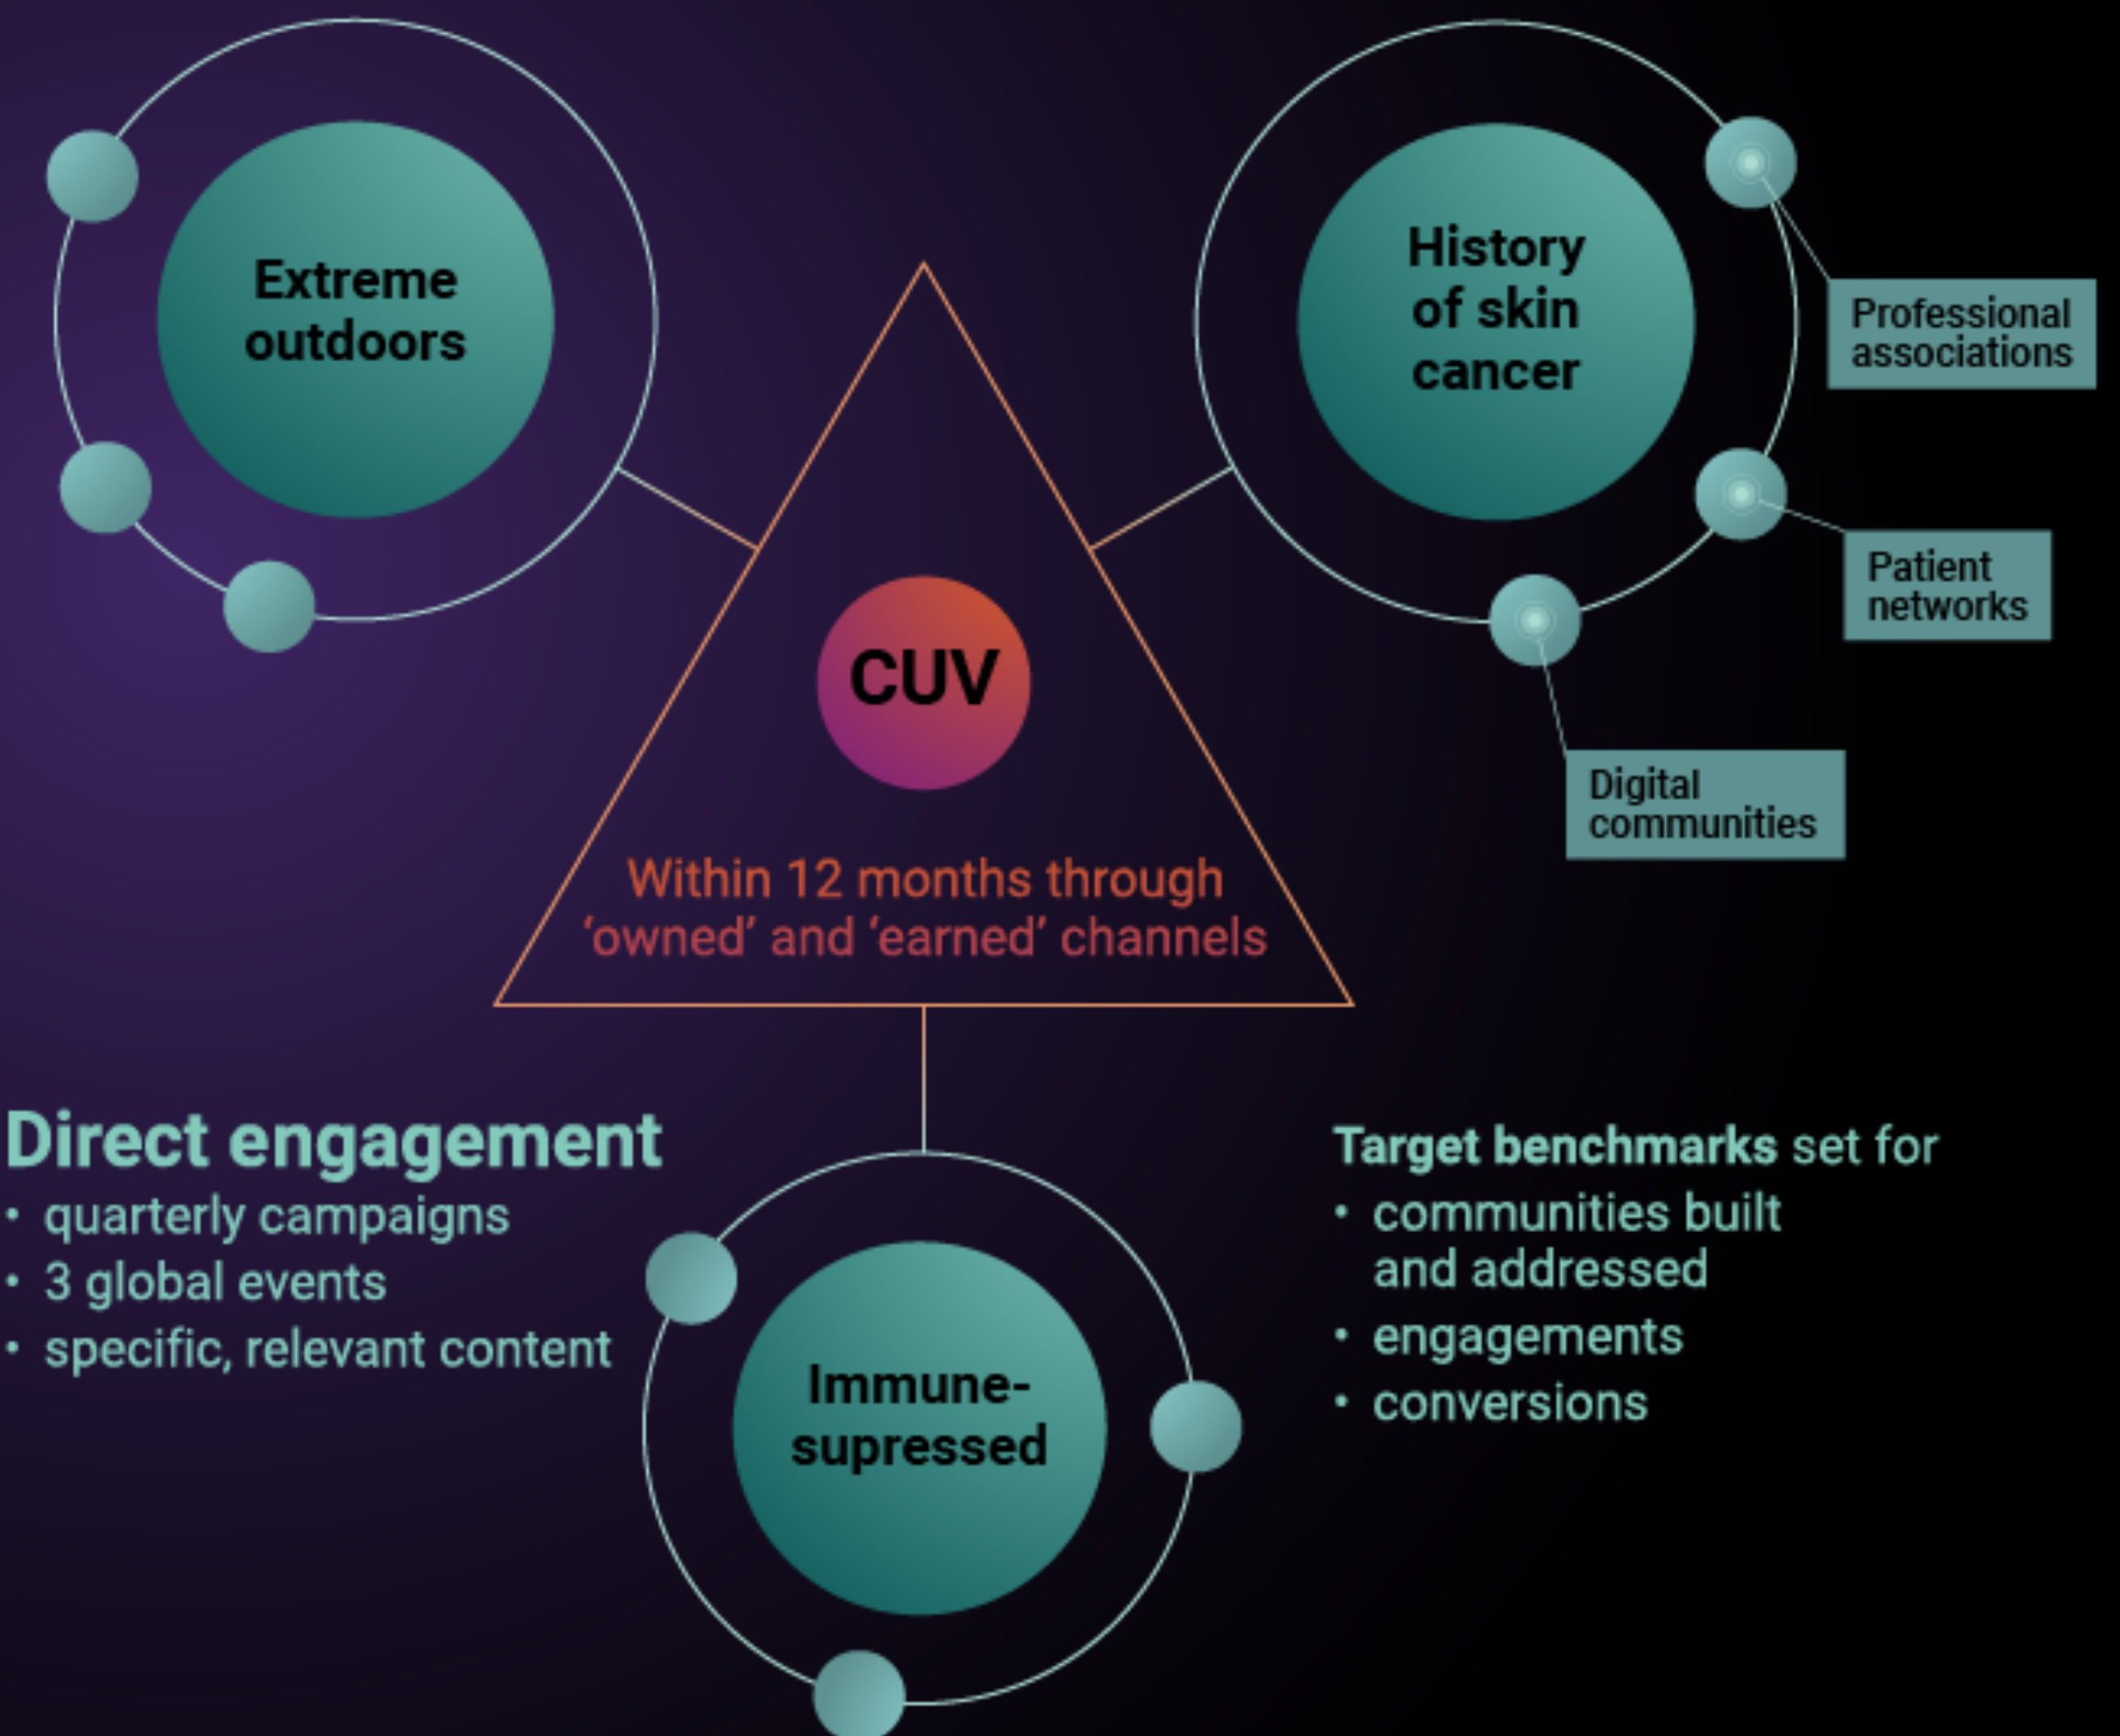 Extreme
outdoors
History
of skin
cancer
Professional
associations
Patient
networks
Digital
communities
CUV
Within 12 months through
‘owned’ and ‘earned’ channels
Direct engagement
• quarterly campaigns
• 3 global events
• specific, relevant content
Immune-
supressed
Target benchmarks set for
• communities built
and addressed
• engagements
• conversions